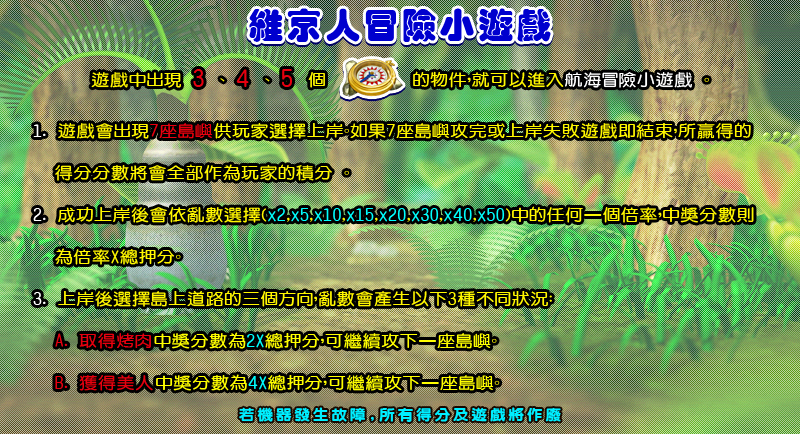 維京人冒險小遊戲
遊戲中出現 3、4、5 個 的物件,就可以進入航海冒險小遊戲 。
1. 遊戲會出現7座島嶼供玩家選擇上岸。如果7座島嶼攻完或上岸失敗遊戲即結束,所贏得的
得分分數將會全部作為玩家的積分 。
2. 成功上岸後會依亂數選擇(x2,x5,x10,x15,x20,x30,x40,x50)中的任何一個倍率,中獎分數則
為倍率X總押分。
3. 上岸後選擇島上道路的三個方向,亂數會產生以下3種不同狀況:
A. 取得烤肉中獎分數為2X總押分,可繼續攻下一座島嶼。
B. 獲得美人中獎分數為4X總押分,可繼續攻下一座島嶼。
若機器發生故障,所有得分及遊戲將作廢